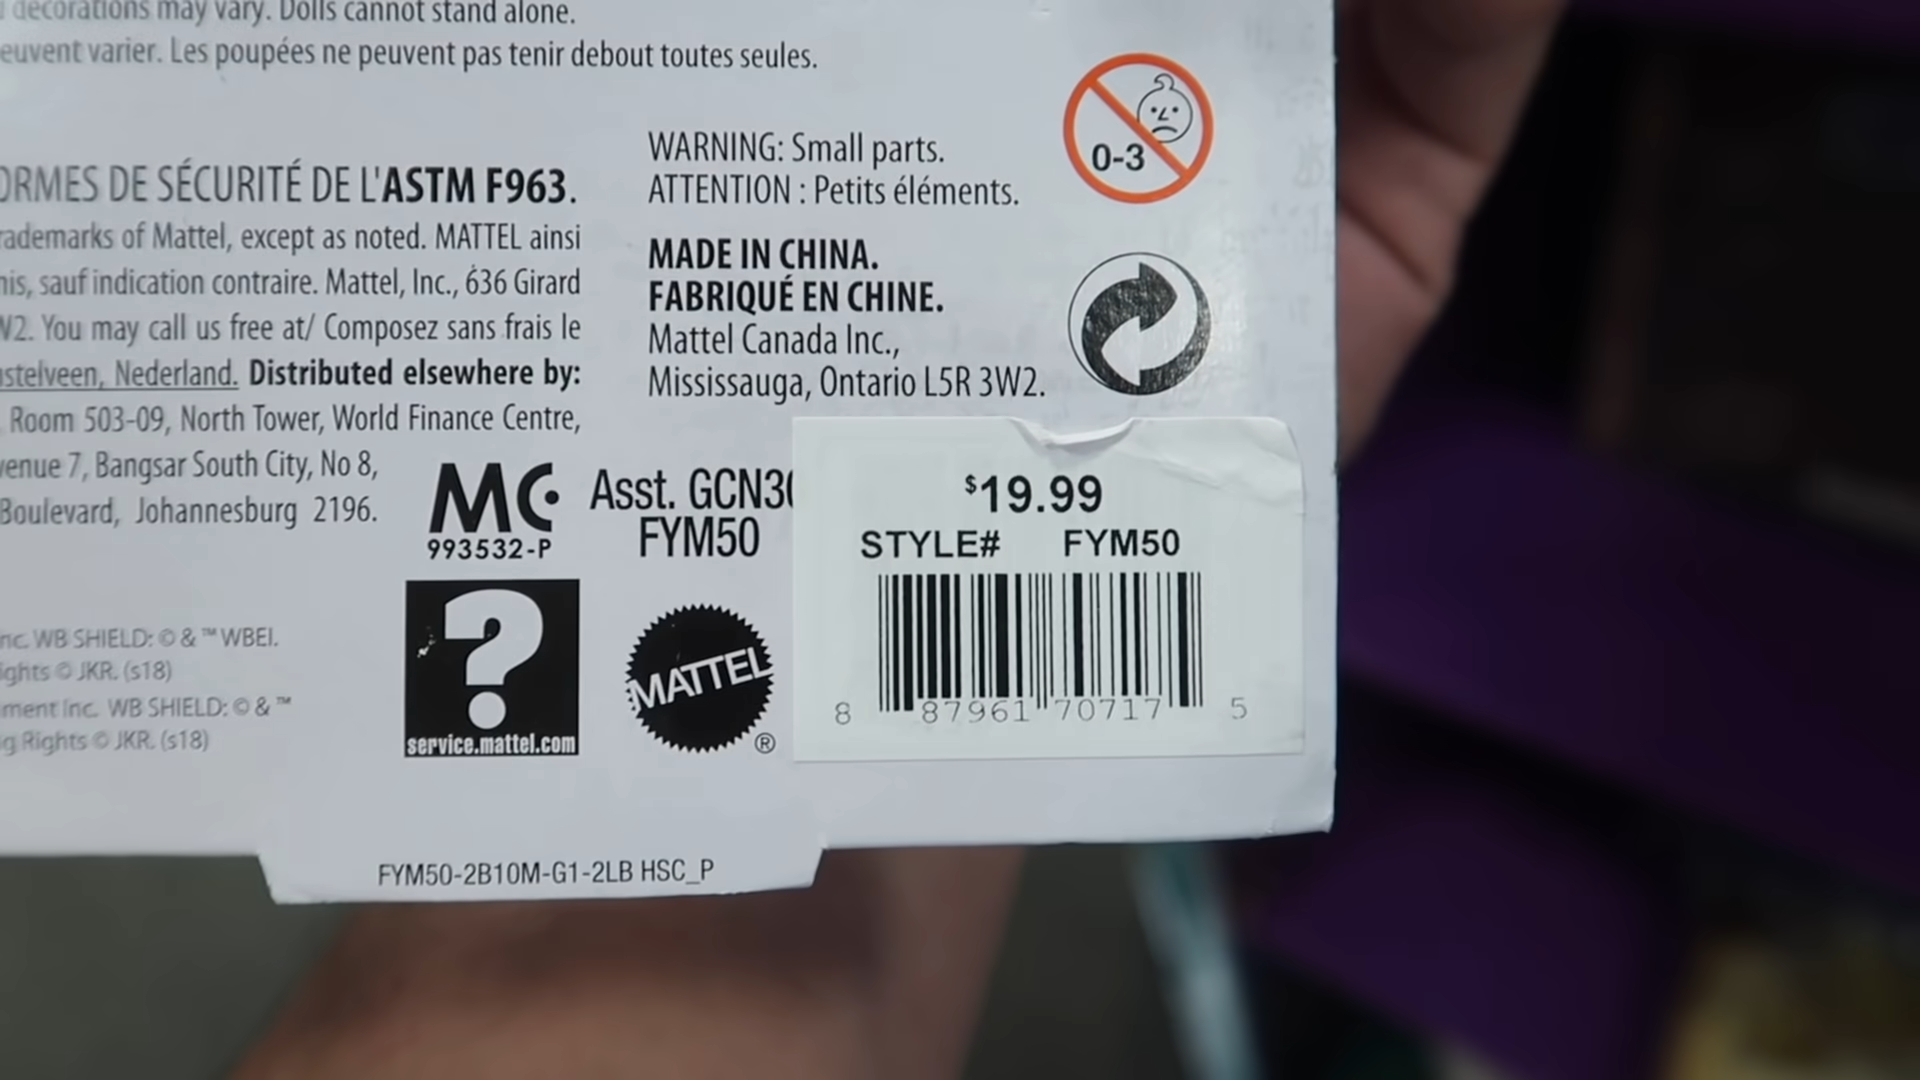 decorations may vary. Dolls cannot stand alone.
euvent varier. Les poupées ne peuvent pas tenir debout toutes seules.
ORMES DE SÉCURITÉ DE L'ASTM F963.
rademarks of Mattel, except as noted. MATTEL ainsi
nis, sauf indication contraire. Mattel, Inc., 636 Girard
W2. You may call us free at/ Composez sans frais le
stelveen, Nederland. Distributed elsewhere by:
Room 503-09, North Tower, World Finance Centre,
venue 7, Bangsar South City, No 8,
Boulevard, Johannesburg 2196.
WARNING: Small parts.
ATTENTION : Petits éléments.
0-3
MADE IN CHINA.
FABRIQUÉ EN CHINE.
Mattel Canada Inc.,
Mississauga, Ontario L5R 3W2.
MC
993532-P
Asst. GCN30
FYM50
$19.99
STYLE# FYM50
8 87961 70717 5
nc. WB SHIELD: © & ™ WBEI.
ights © JKR. (s18)
ment Inc. WB SHIELD: © & ™
g Rights © JKR. (s18)
?
service.mattel.com
MATTEL
®
FYM50-2B10M-G1-2LB HSC_P